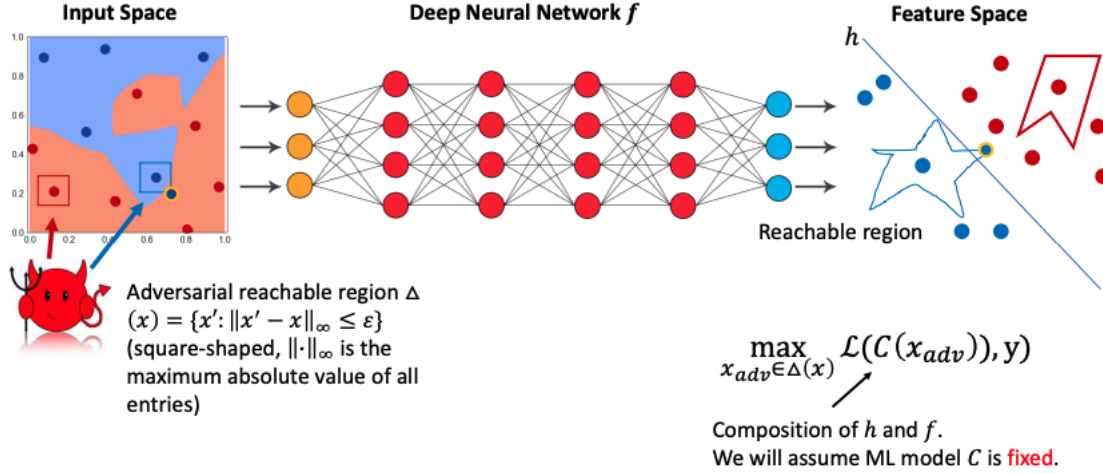 Input Space
Deep Neural Network f
Feature Space
1.0
0.8
0.6
0.4
0.2
0.0
0.0
0.2
0.4
0.6
0.8
1.0
h
Reachable region
Adversarial reachable region Δ
(x) = {x′: ‖x′ − x‖∞ ≤ ε}
(square-shaped, ‖·‖∞ is the
maximum absolute value of all
entries)
max ℒ(C(x_adv)), y)
x_adv∈Δ(x)
Composition of h and f.
We will assume ML model C is fixed.